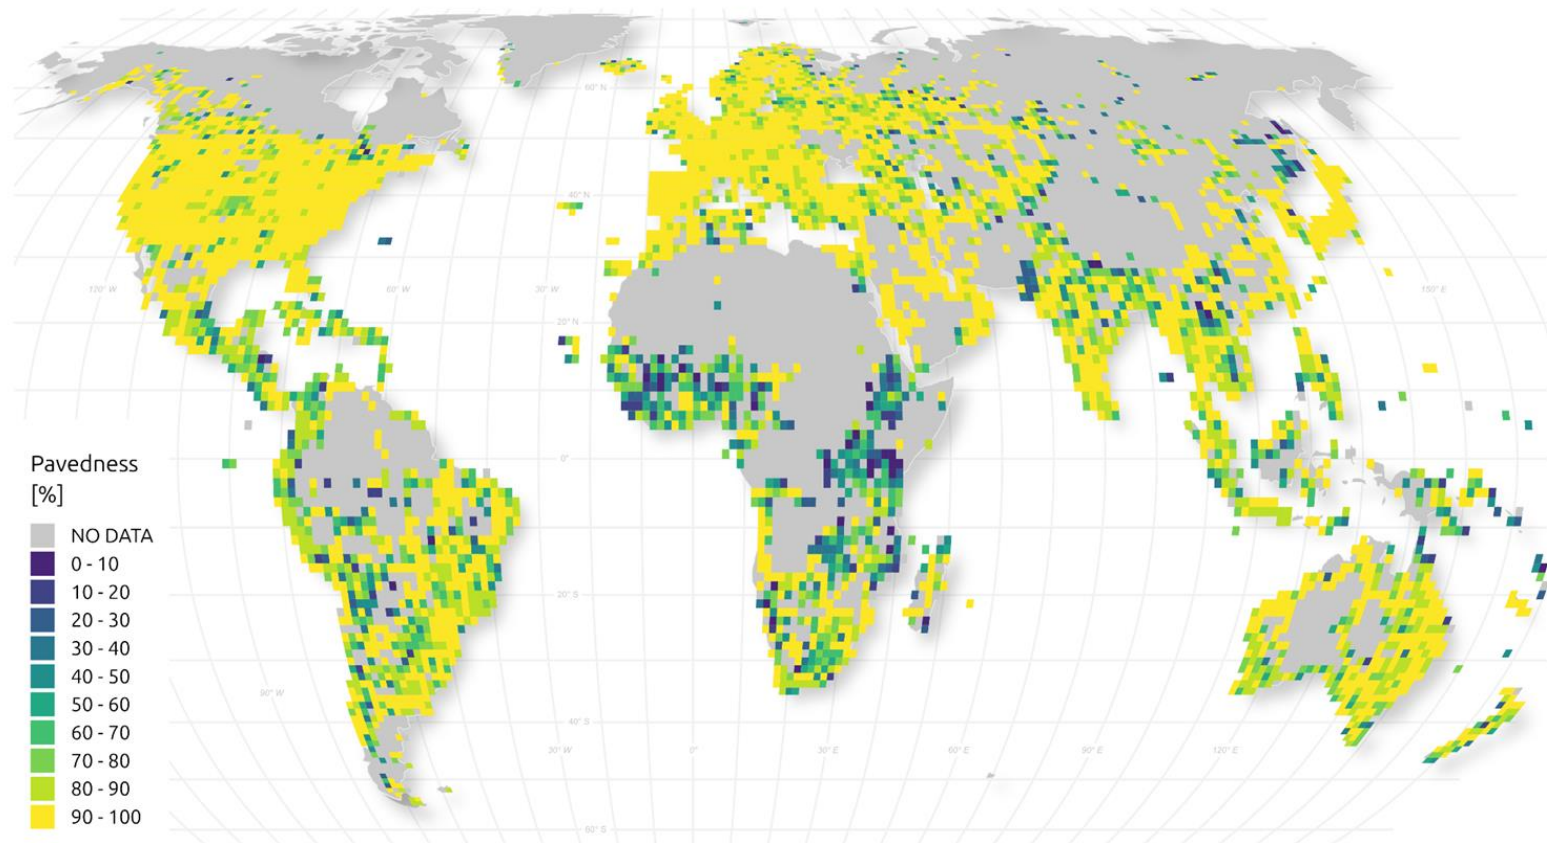 60° N
40° N
120° W
60° W
30° W
150° E
20° N
0°
Pavedness
[%]
NO DATA
0 - 10
10 - 20
20 - 30
30 - 40
40 - 50
50 - 60
60 - 70
70 - 80
80 - 90
90 - 100
20° S
90° W
40° S
30° W
0°
30° E
60° E
90° E
120° E
60° S